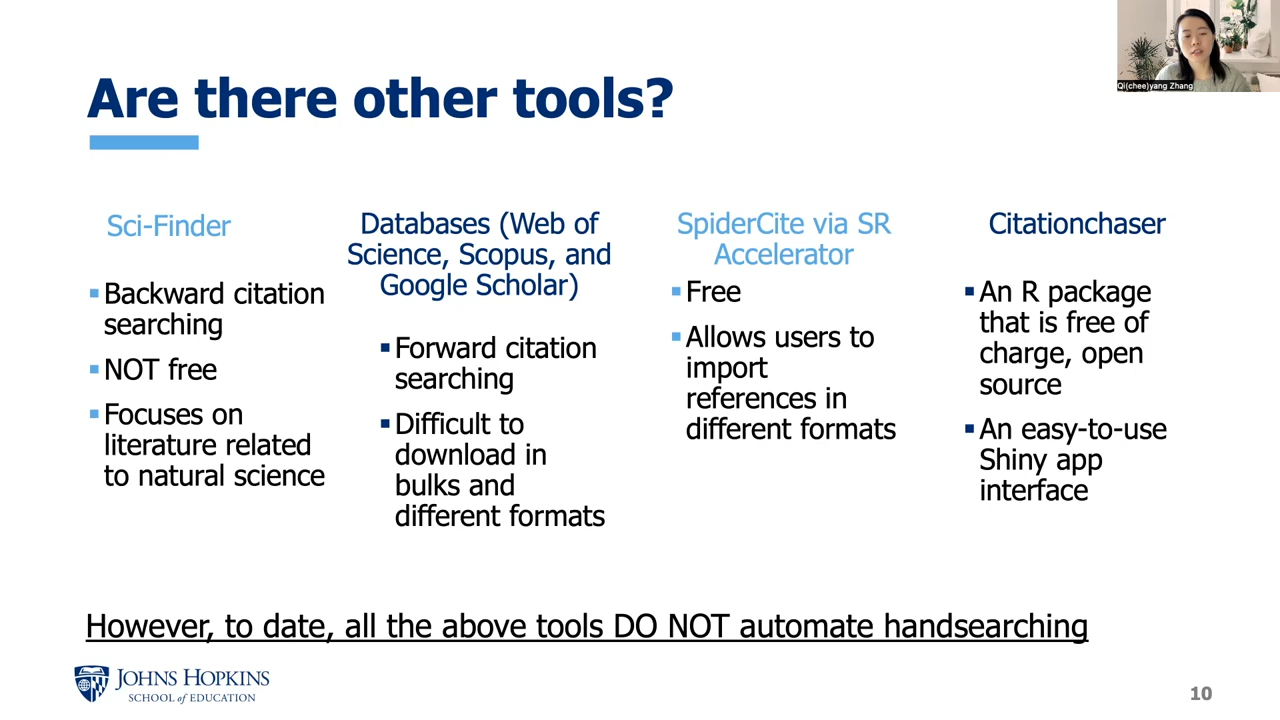 Qi(chee)yang Zhang
Are there other tools?
Sci-Finder
▪Backward citation
searching
▪NOT free
▪Focuses on
literature related
to natural science
Databases (Web of
Science, Scopus, and
Google Scholar)
▪Forward citation
searching
▪Difficult to
download in
bulks and
different formats
SpiderCite via SR
Accelerator
▪Free
▪Allows users to
import
references in
different formats
Citationchaser
▪An R package
that is free of
charge, open
source
▪An easy-to-use
Shiny app
interface
However, to date, all the above tools DO NOT automate handsearching
JOHNS HOPKINS
SCHOOL of EDUCATION
10